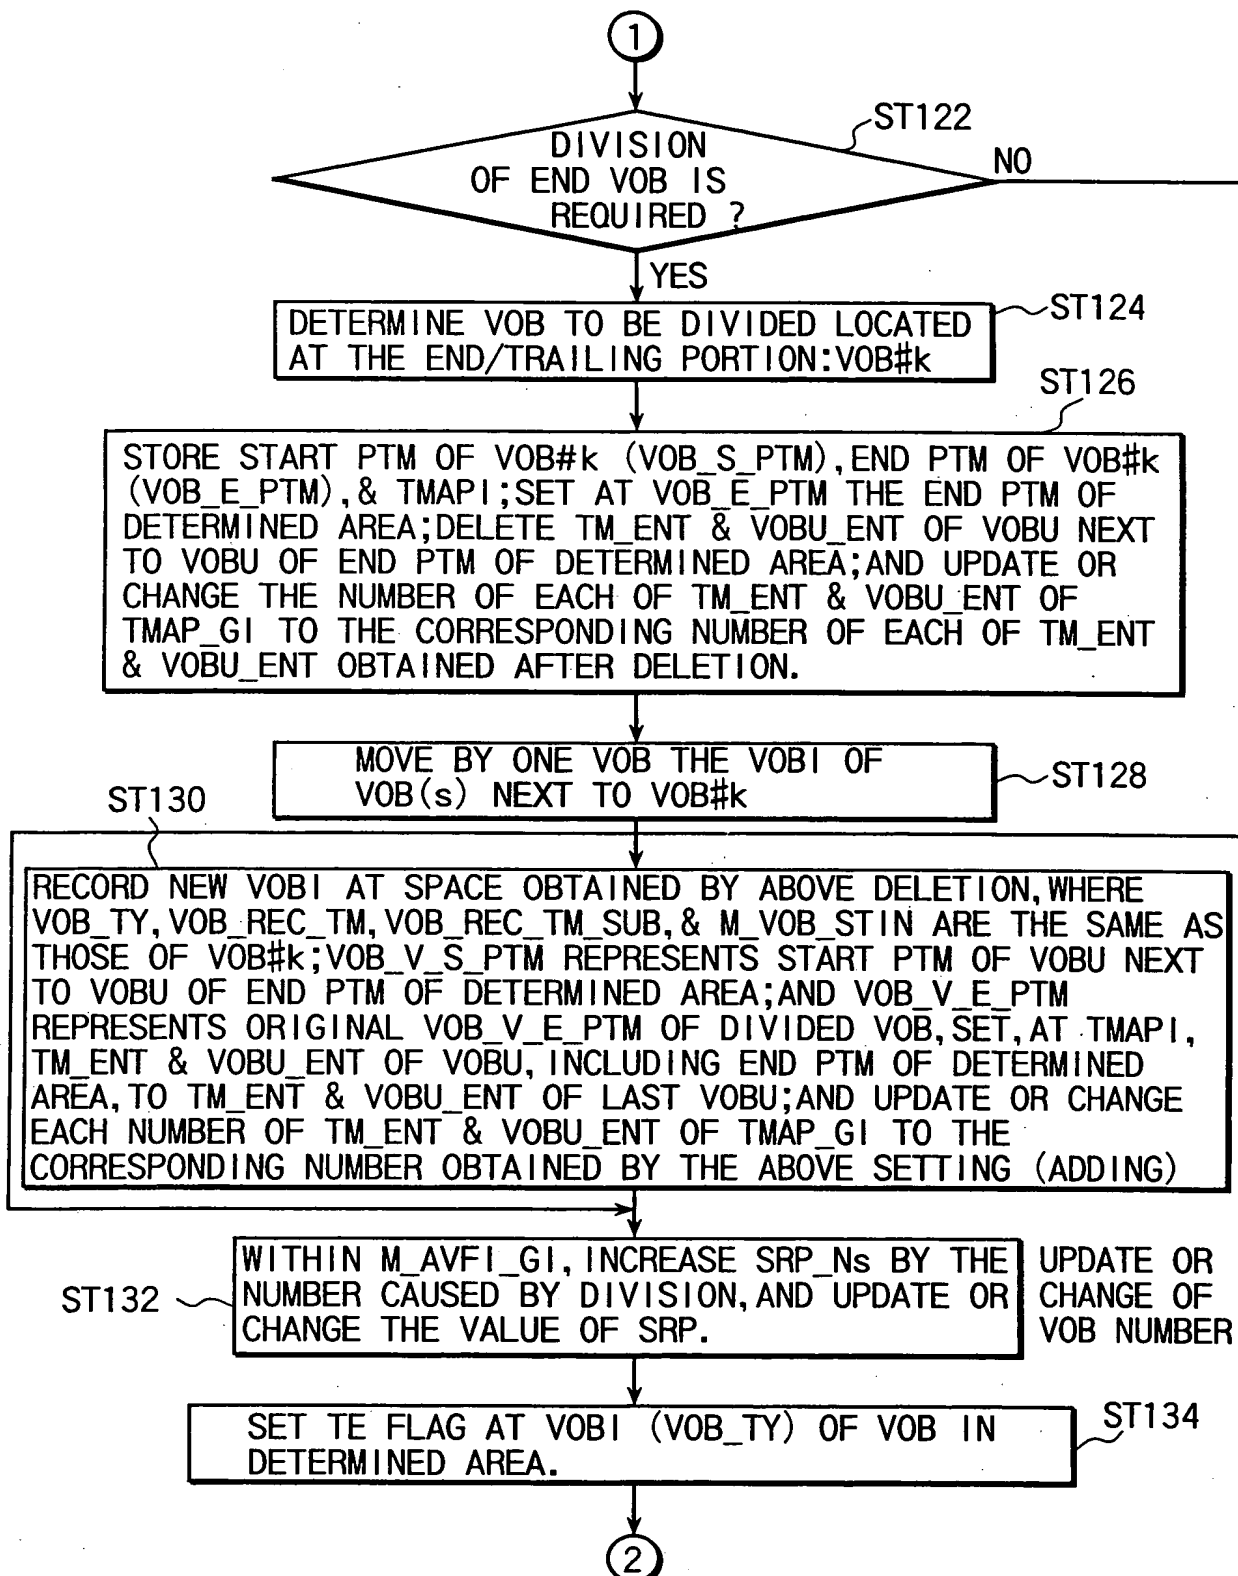 1
ST122
DIVISION
OF END VOB IS
REQUIRED ?
NO
YES
ST124
DETERMINE VOB TO BE DIVIDED LOCATED
AT THE END/TRAILING PORTION:VOB#k
ST126
STORE START PTM OF VOB#k (VOB_S_PTM),END PTM OF VOB#k
(VOB_E_PTM),& TMAPI;SET AT VOB_E_PTM THE END PTM OF
DETERMINED AREA;DELETE TM_ENT & VOBU_ENT OF VOBU NEXT
TO VOBU OF END PTM OF DETERMINED AREA;AND UPDATE OR
CHANGE THE NUMBER OF EACH OF TM_ENT & VOBU_ENT OF
TMAP_GI TO THE CORRESPONDING NUMBER OF EACH OF TM_ENT
& VOBU_ENT OBTAINED AFTER DELETION.
MOVE BY ONE VOB THE VOBI OF
VOB(s) NEXT TO VOB#k
ST128
ST130
RECORD NEW VOBI AT SPACE OBTAINED BY ABOVE DELETION,WHERE
VOB_TY,VOB_REC_TM,VOB_REC_TM_SUB,& M_VOB_STIN ARE THE SAME AS
THOSE OF VOB#k;VOB_V_S_PTM REPRESENTS START PTM OF VOBU NEXT
TO VOBU OF END PTM OF DETERMINED AREA;AND VOB_V_E_PTM
REPRESENTS ORIGINAL VOB_V_E_PTM OF DIVIDED VOB,SET,AT TMAPI,
TM_ENT & VOBU_ENT OF VOBU,INCLUDING END PTM OF DETERMINED
AREA,TO TM_ENT & VOBU_ENT OF LAST VOBU;AND UPDATE OR CHANGE
EACH NUMBER OF TM_ENT & VOBU_ENT OF TMAP_GI TO THE
CORRESPONDING NUMBER OBTAINED BY THE ABOVE SETTING (ADDING)
ST132
WITHIN M_AVFI_GI,INCREASE SRP_Ns BY THE
NUMBER CAUSED BY DIVISION,AND UPDATE OR
CHANGE THE VALUE OF SRP.
UPDATE OR
CHANGE OF
VOB NUMBER
SET TE FLAG AT VOBI (VOB_TY) OF VOB IN
DETERMINED AREA.
ST134
2